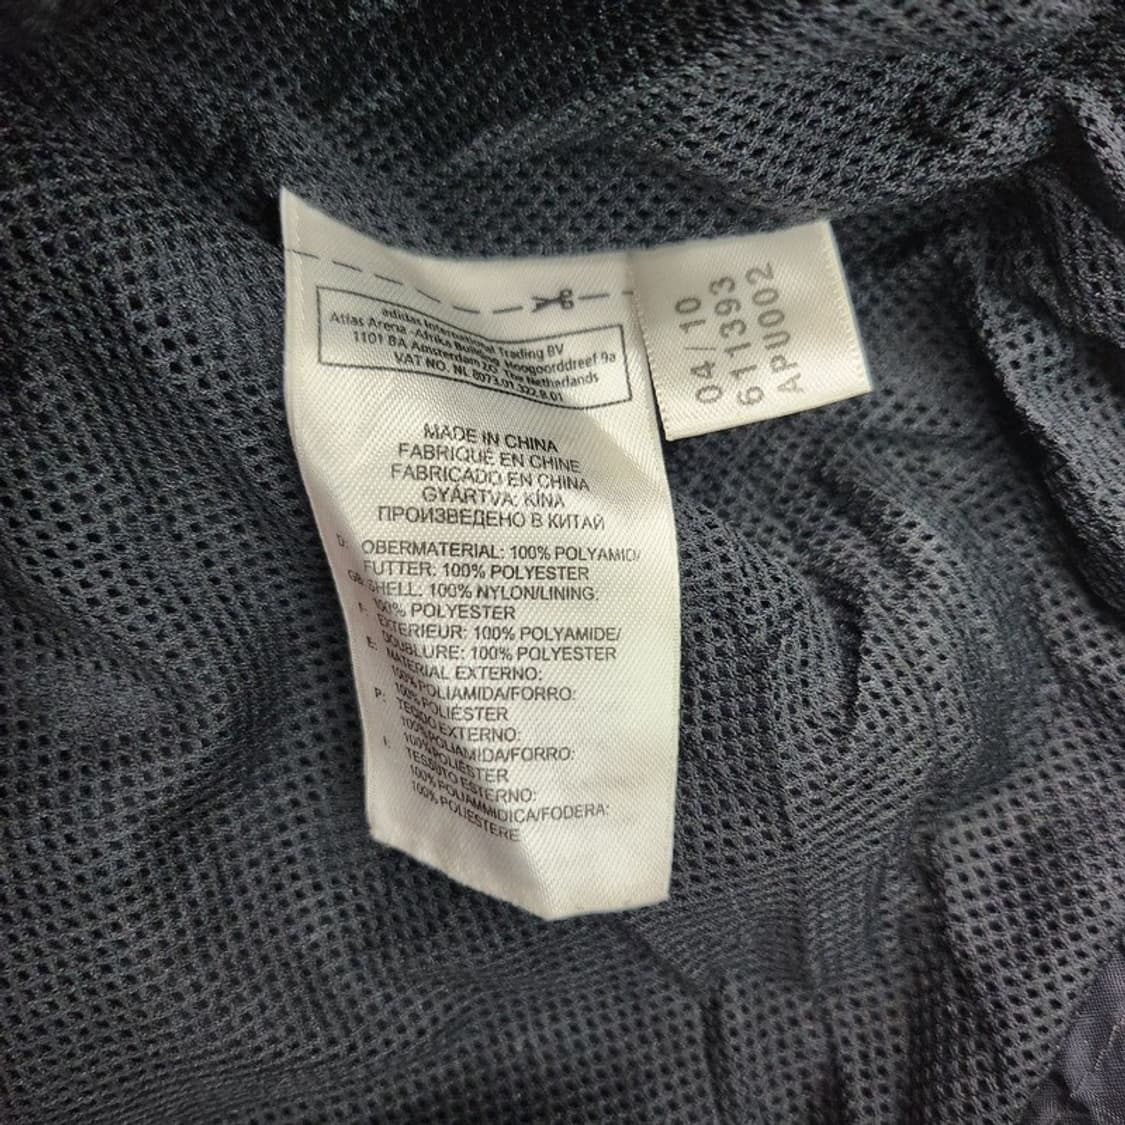 adidas International Trading BV
Atlas Arena -Afrika Building Hoogoorddreef 9a
1101 BA Amsterdam ZO The Netherlands
VAT NO. NL 8073.01.322.B.01
MADE IN CHINA
FABRIQUÉ EN CHINE
FABRICADO EN CHINA
GYÁRTVA: KÍNA
ПРОИЗВЕДЕНО В КИТАЙ
D: OBERMATERIAL: 100% POLYAMID/
FUTTER: 100% POLYESTER
GB: SHELL: 100% NYLON/LINING:
100% POLYESTER
F: EXTERIEUR: 100% POLYAMIDE/
DOUBLURE: 100% POLYESTER
E: MATERIAL EXTERNO:
100% POLIAMIDA/FORRO:
100% POLIÉSTER
P: TECIDO EXTERNO:
100% POLIAMIDA/FORRO:
100% POLIÉSTER
I: TESSUTO ESTERNO:
100% POLIAMMIDICA/FODERA:
100% POLIESTERE
04/10
611393
APU002